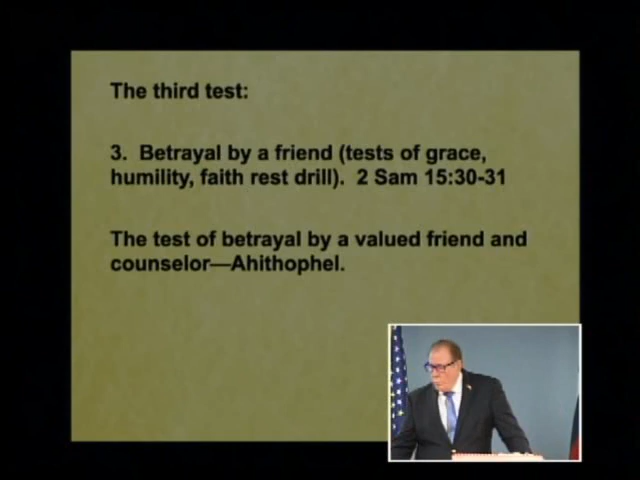 The third test:
3. Betrayal by a friend (tests of grace,
humility, faith rest drill). 2 Sam 15:30-31
The test of betrayal by a valued friend and
counselor—Ahithophel.